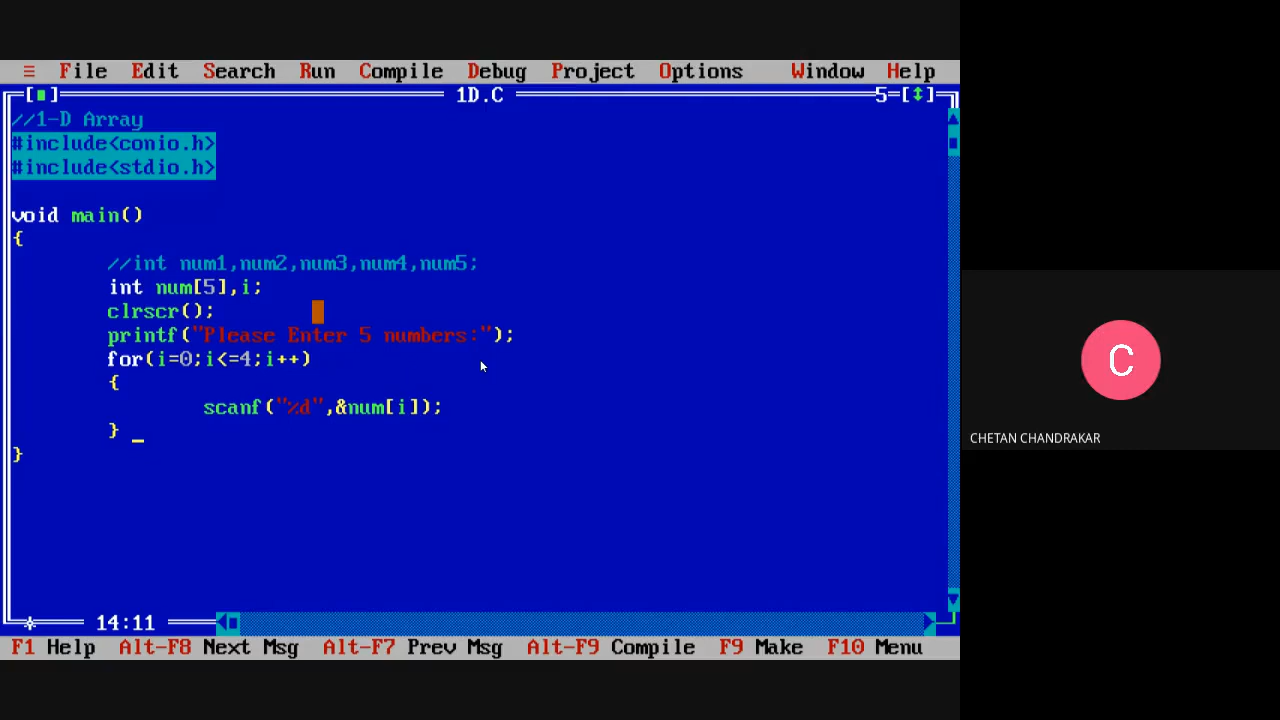 ≡ File Edit Search Run Compile Debug Project Options Window Help
[■] 1D.C 5=[↕]
//1-D Array
#include<conio.h>
#include<stdio.h>
void main()
{
//int num1,num2,num3,num4,num5;
int num[5],i;
clrscr();
printf("Please Enter 5 numbers:");
for(i=0;i<=4;i++)
{
scanf("%d",&num[i]);
} _
}
14:11
F1 Help Alt-F8 Next Msg Alt-F7 Prev Msg Alt-F9 Compile F9 Make F10 Menu
C
CHETAN CHANDRAKAR